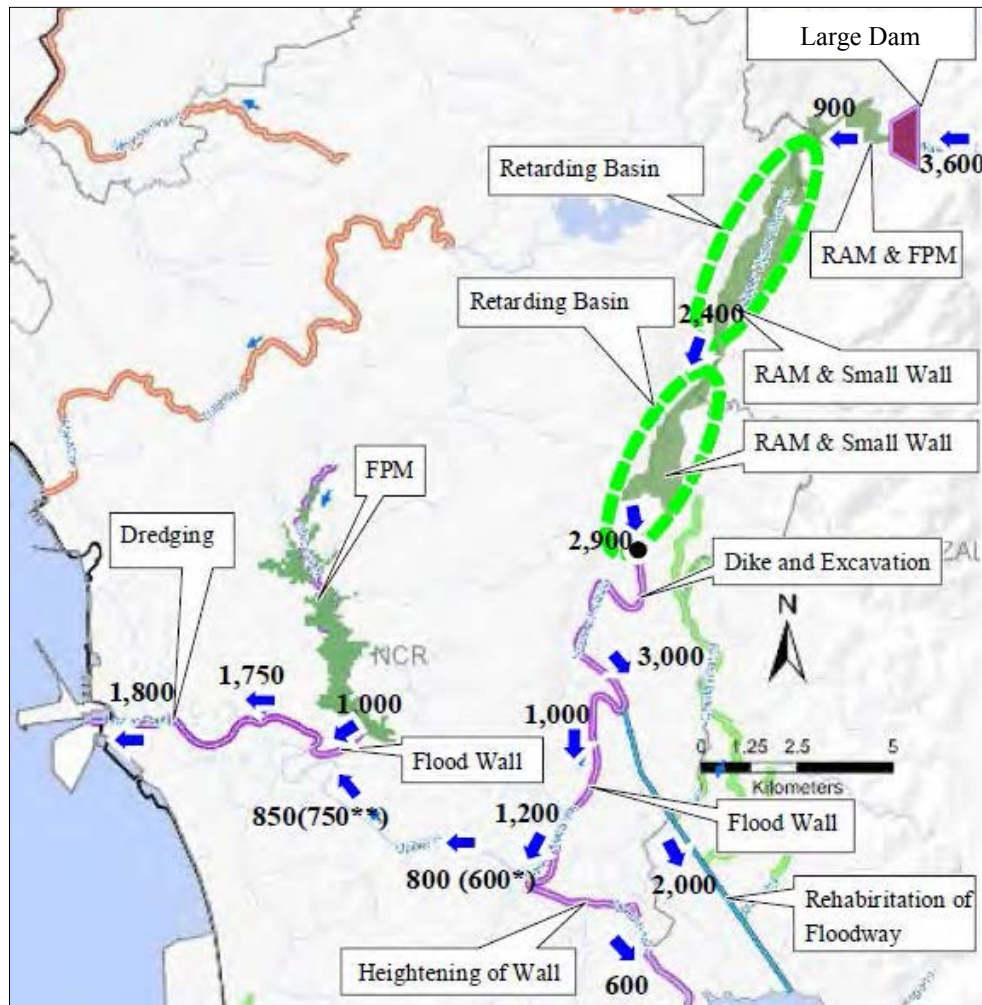 Large Dam
900
3,600
Retarding Basin
RAM & FPM
Retarding Basin
2,400
RAM & Small Wall
RAM & Small Wall
FPM
Dredging
2,900
ZAL
Dike and Excavation
N
NCR
3,000
1,800
1,750
1,000
1,000
0 1.25 2.5 5
Kilometers
Flood Wall
850(750**)
1,200
Flood Wall
800 (600*)
2,000
Rehabiritation of
Floodway
Heightening of Wall
600